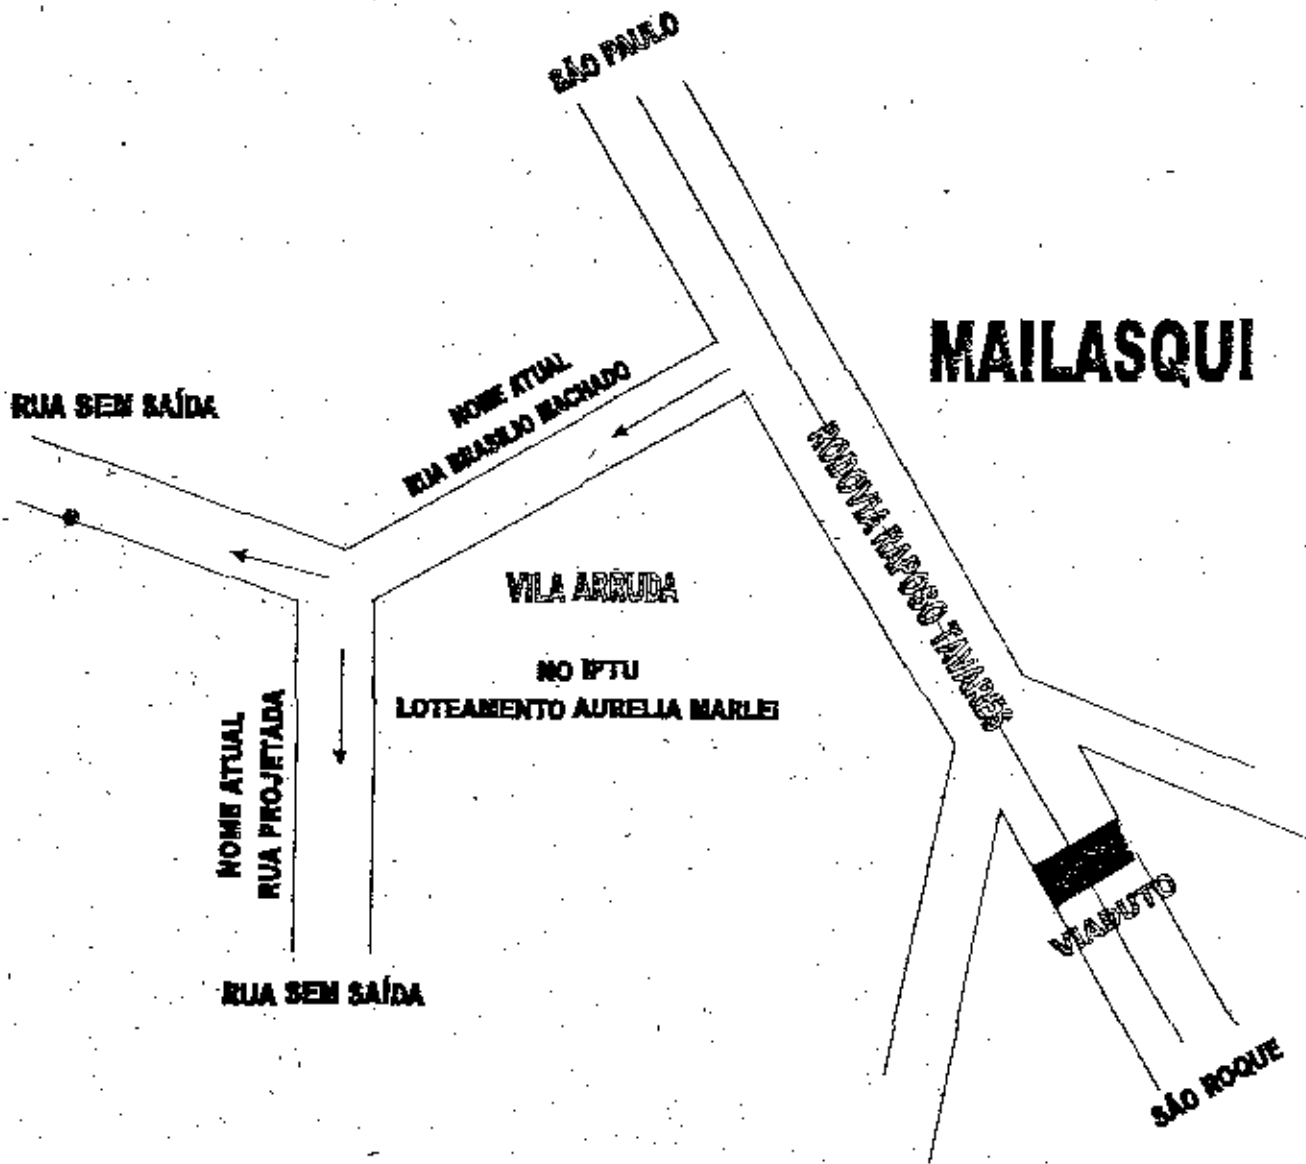 SÃO PAULO
MAILASQUI
NOME ATUAL
RUA BRASILIO MACHADO
RUA SEM SAÍDA
RODOVIA RAPOSO TAVARES
VILA ARRUDA
NO IPTU
LOTEAMENTO AURELIA MARLEI
NOME ATUAL
RUA PROJETADA
VIADUTO
RUA SEM SAÍDA
SÃO ROQUE